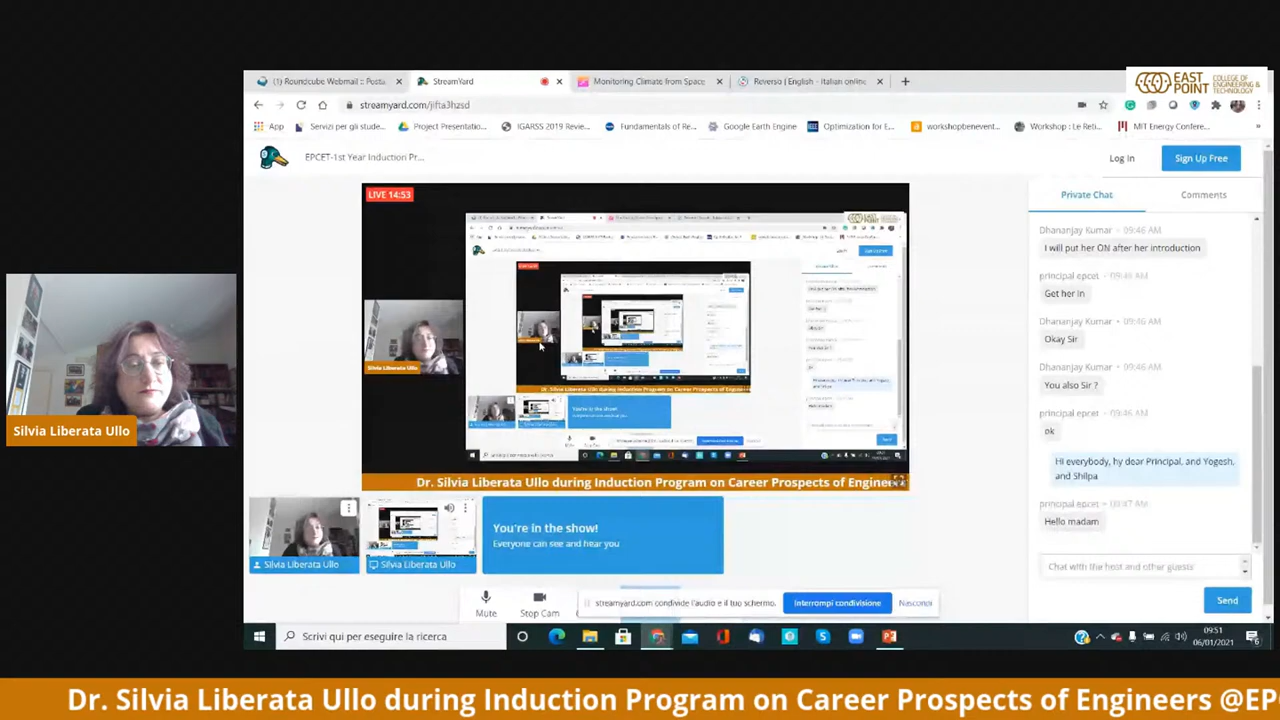 (1) Roundcube Webmail :: Posta
StreamYard
Monitoring Climate from Space
Reverso | English - Italian online
EAST POINT
COLLEGE OF ENGINEERING & TECHNOLOGY
streamyard.com/jifta3hzsd
App
Servizi per gli stude...
Project Presentatio...
IGARSS 2019 Revie...
Fundamentals of Re...
Google Earth Engine
Optimization for E...
workshopbenevent...
Workshop : Le Reti...
MIT Energy Confere...
EPCET-1st Year Induction Pr...
Log In
Sign Up Free
LIVE 14:53
Private Chat
Comments
Dhananjay Kumar • 09:46 AM
I will put her ON after her introduction
principal epcet • 09:46 AM
Get her in
Dhananjay Kumar • 09:46 AM
Okay Sir
Dhananjay Kumar • 09:46 AM
You also Sir ?
principal epcet • 09:46 AM
ok
Hi everybody, hy dear Principal, and Yogesh, and Shilpa
principal epcet • 09:47 AM
Hello madam
Chat with the host and other guests
Send
Silvia Liberata Ullo
Silvia Liberata Ullo
Dr. Silvia Liberata Ullo during Induction Program on Career Prospects of Engineers
You're in the show!
Everyone can see and hear you
Silvia Liberata Ullo
Silvia Liberata Ullo
Mute
Stop Cam
streamyard.com condivide l'audio e il tuo schermo.
Interrompi condivisione
Nascondi
Scrivi qui per eseguire la ricerca
09:51
06/01/2021
Dr. Silvia Liberata Ullo during Induction Program on Career Prospects of Engineers @EP